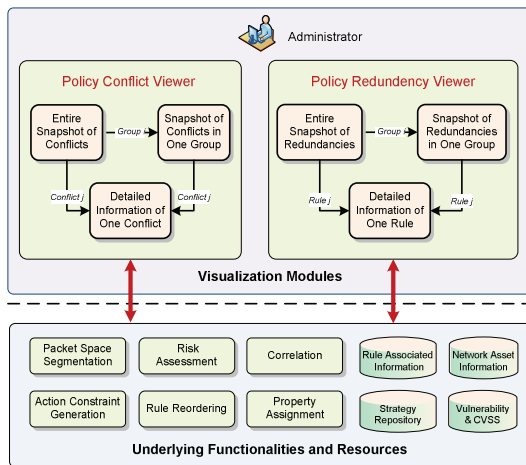 Administrator
Policy Conflict Viewer
Entire
Snapshot of
Conflicts
Group i
Snapshot of
Conflicts in
One Group
Conflict j
Conflict j
Detailed
Information of
One Conflict
Policy Redundency Viewer
Entire
Snapshot of
Redundancies
Group i
Snapshot of
Redundancies
in One Group
Rule j
Rule j
Detailed
Information of
One Rule
Visualization Modules
Packet Space
Segmentation
Risk
Assessment
Correlation
Rule Associated
Information
Network Asset
Information
Action Constraint
Generation
Rule Reordering
Property
Assignment
Strategy
Repository
Vulnerability
& CVSS
Underlying Functionalities and Resources